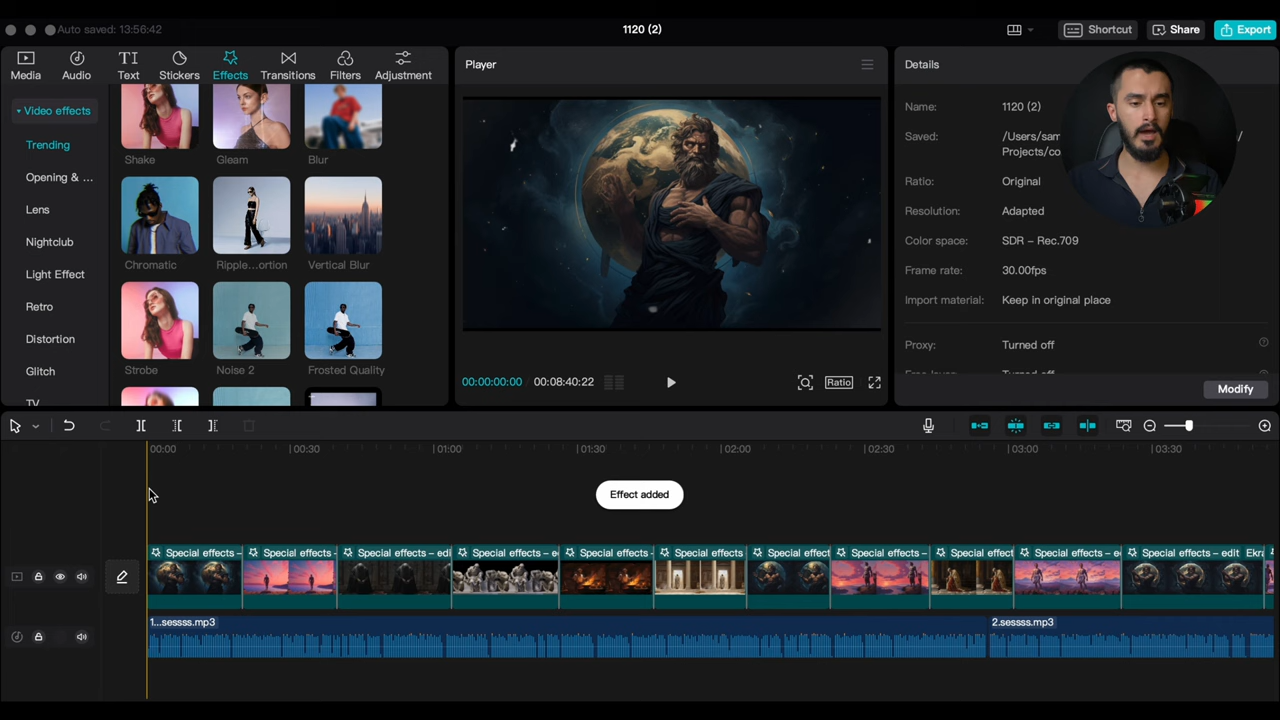 Auto saved: 13:56:42
1120 (2)
Shortcut
Share
Export
Media
Audio
TI
Text
Stickers
Effects
Transitions
Filters
Adjustment
Video effects
Trending
Opening & ...
Lens
Nightclub
Light Effect
Retro
Distortion
Glitch
TV
Shake
Gleam
Blur
Chromatic
Ripple...ortion
Vertical Blur
Strobe
Noise 2
Frosted Quality
Player
00:00:00:00
00:08:40:22
Ratio
Details
Name: 1120 (2)
Saved: /Users/sam /
Projects/co
Ratio: Original
Resolution: Adapted
Color space: SDR – Rec.709
Frame rate: 30.00fps
Import material: Keep in original place
Proxy: Turned off
Modify
00:00 00:30 01:00 01:30 02:00 02:30 03:00 03:30
Effect added
Special effects – Special effects - Special effects – edi Special effects – e Special effects – Special effects Special effects – Special effects – Special effect Special effects – e Special effects – edit Ekr
1...sessss.mp3 2.sessss.mp3